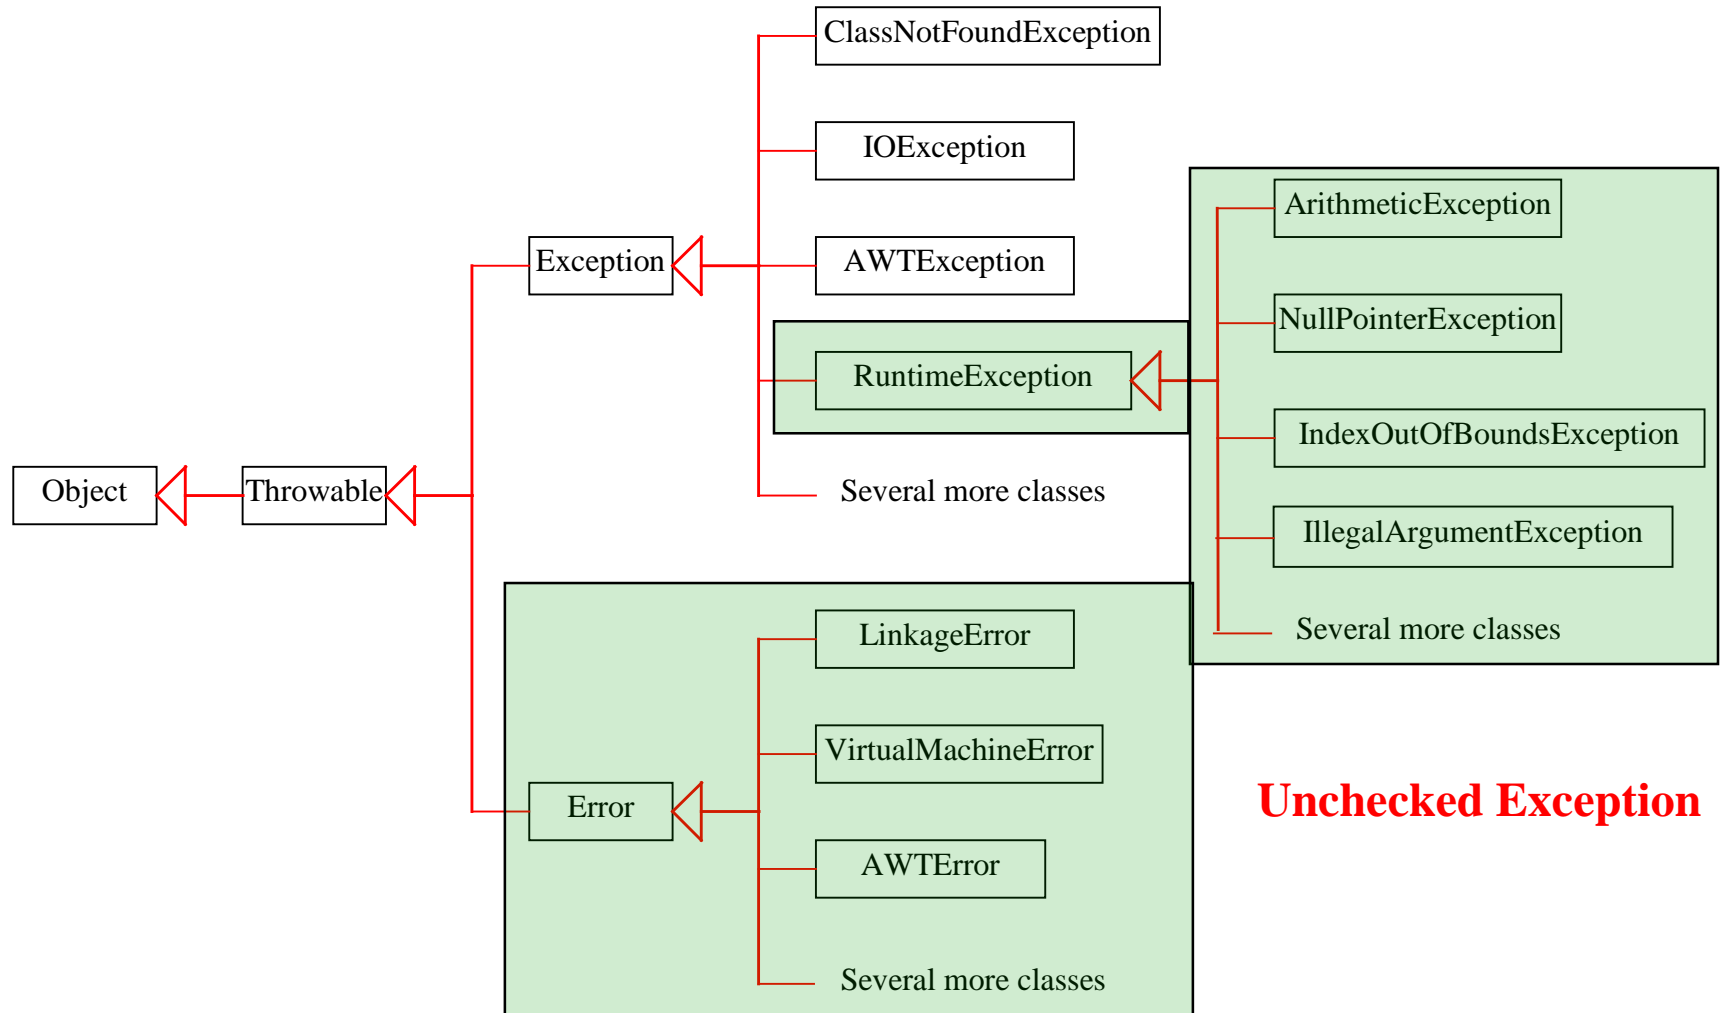 ClassNotFoundException
IOException
ArithmeticException
Exception
AWTException
NullPointerException
RuntimeException
IndexOutOfBoundsException
Object
Throwable
Several more classes
IllegalArgumentException
LinkageError
Several more classes
VirtualMachineError
Error
Unchecked Exception
AWTError
Several more classes